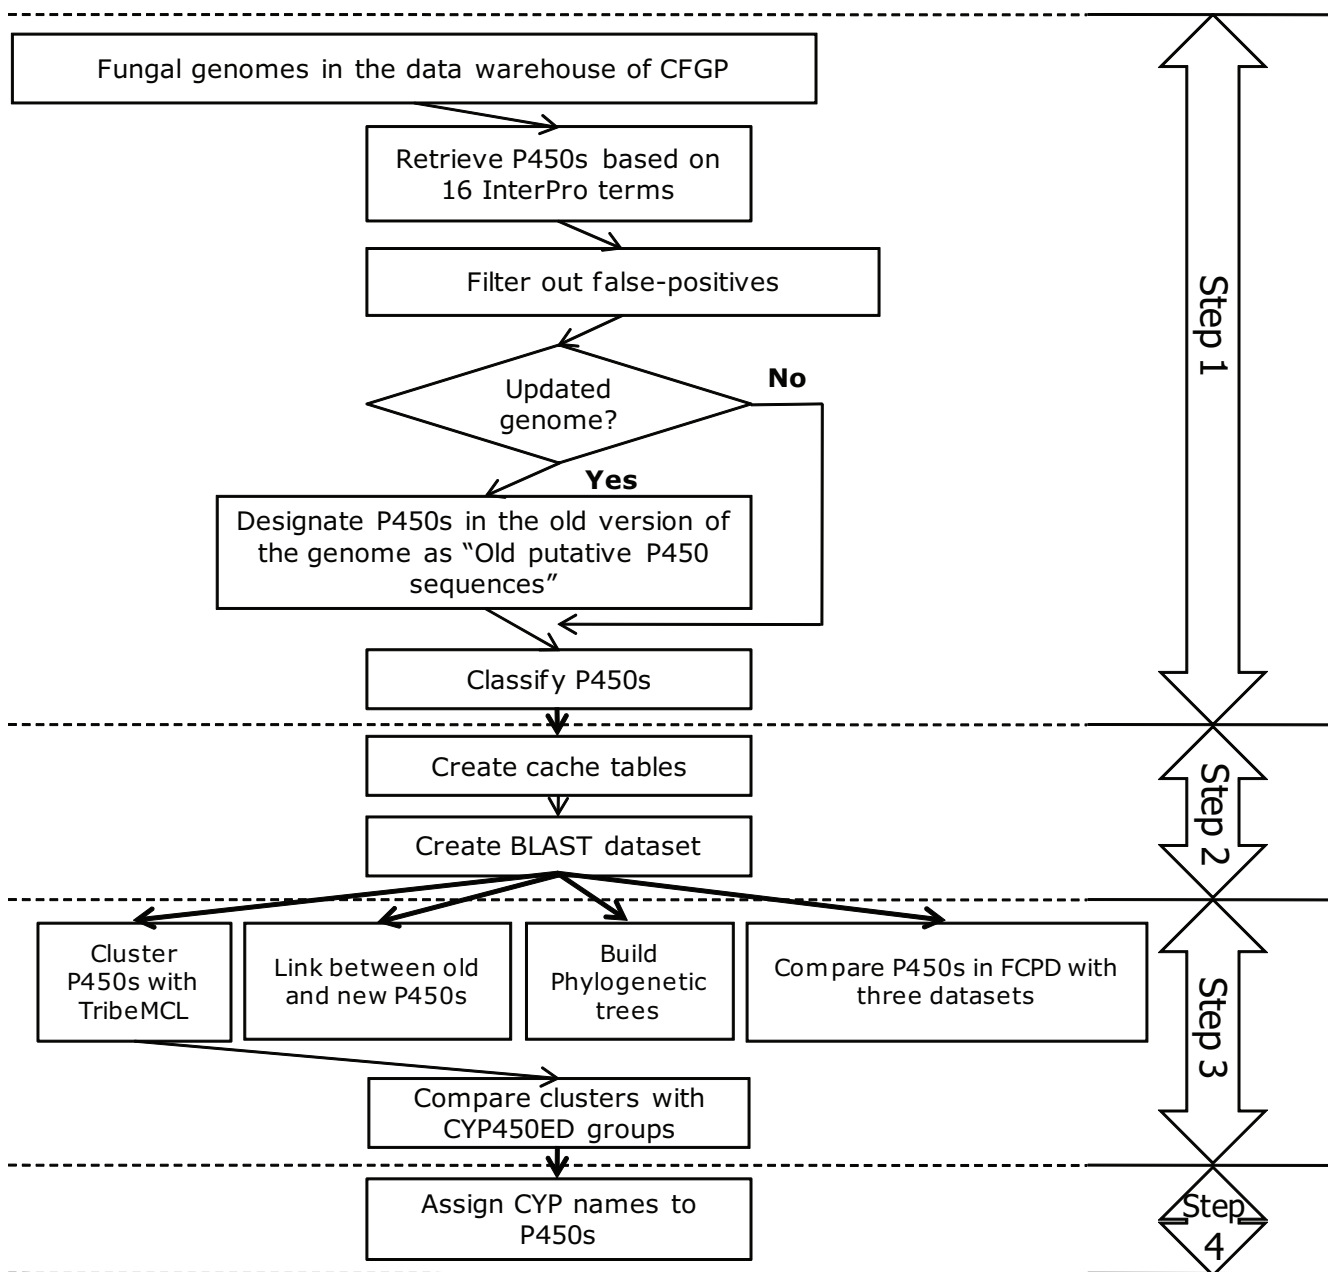 Fungal genomes in the data warehouse of CFGP
Retrieve P450s based on
16 InterPro terms
Filter out false-positives
Updated
genome?
No
Yes
Designate P450s in the old version of
the genome as “Old putative P450
sequences”
Classify P450s
Step 1
Create cache tables
Create BLAST dataset
Step 2
Cluster
P450s with
TribeMCL
Link between old
and new P450s
Build
Phylogenetic
trees
Compare P450s in FCPD with
three datasets
Compare clusters with
CYP450ED groups
Step 3
Assign CYP names to
P450s
Step
4